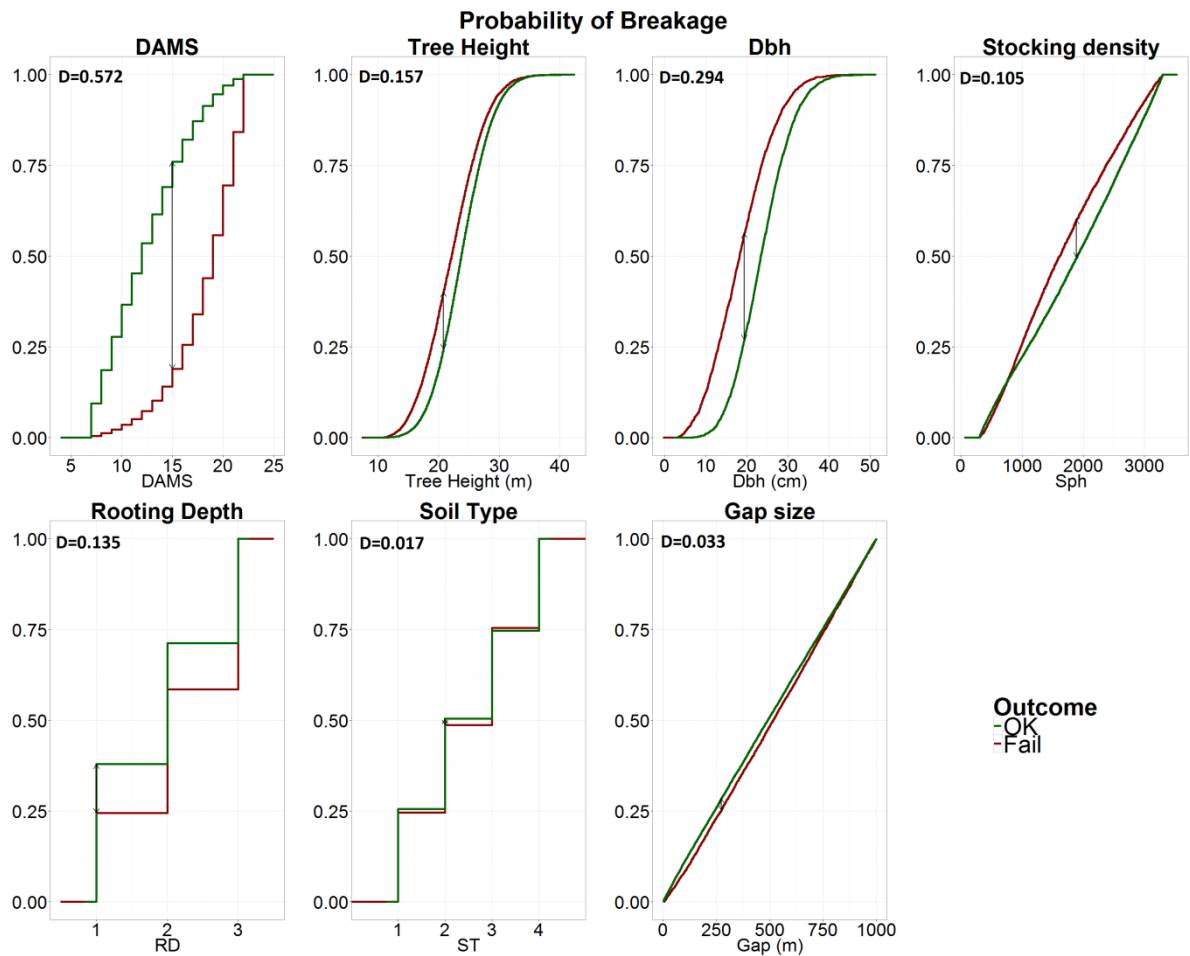 Probability of Breakage
DAMS
D=0.572
1.00
0.75
0.50
0.25
0.00
5 10 15 20 25
DAMS
Tree Height
D=0.157
1.00
0.75
0.50
0.25
0.00
10 20 30 40
Tree Height (m)
Dbh
D=0.294
1.00
0.75
0.50
0.25
0.00
0 10 20 30 40 50
Dbh (cm)
Stocking density
D=0.105
1.00
0.75
0.50
0.25
0.00
0 1000 2000 3000
Sph
Rooting Depth
D=0.135
1.00
0.75
0.50
0.25
0.00
1 2 3
RD
Soil Type
D=0.017
1.00
0.75
0.50
0.25
0.00
1 2 3 4
ST
Gap size
D=0.033
1.00
0.75
0.50
0.25
0.00
0 250 500 750 1000
Gap (m)
Outcome
OK
Fail